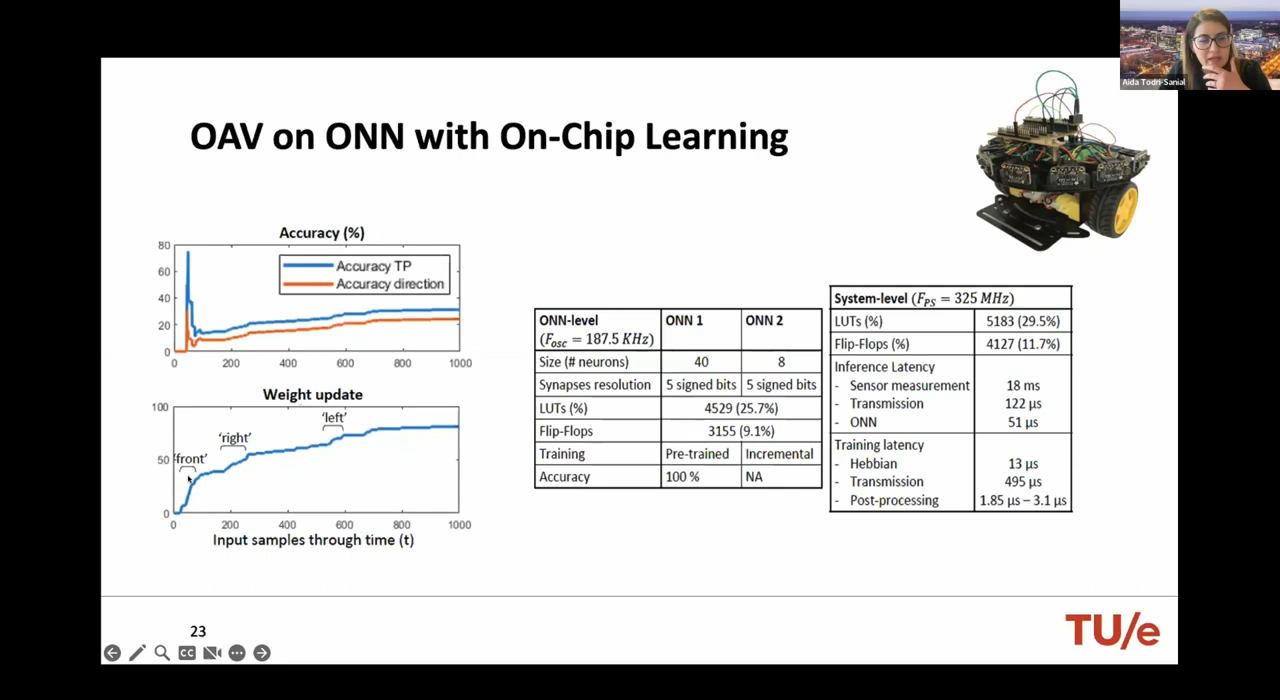 Aida Todri-Sanial
OAV on ONN with On-Chip Learning
Accuracy (%)
80
60
40
20
0
Accuracy TP
Accuracy direction
0 200 400 600 800 1000
Weight update
100
50
0
'front'
'right'
'left'
0 200 400 600 800 1000
Input samples through time (t)
ONN-level (F_OSC = 187.5 KHz) ONN 1 ONN 2
Size (# neurons) 40 8
Synapses resolution 5 signed bits 5 signed bits
LUTs (%) 4529 (25.7%)
Flip-Flops 3155 (9.1%)
Training Pre-trained Incremental
Accuracy 100 % NA
System-level (F_PS = 325 MHz)
LUTs (%) 5183 (29.5%)
Flip-Flops (%) 4127 (11.7%)
Inference Latency
- Sensor measurement 18 ms
- Transmission 122 μs
- ONN 51 μs
Training latency
- Hebbian 13 μs
- Transmission 495 μs
- Post-processing 1.85 μs – 3.1 μs
23
CC
TU/e